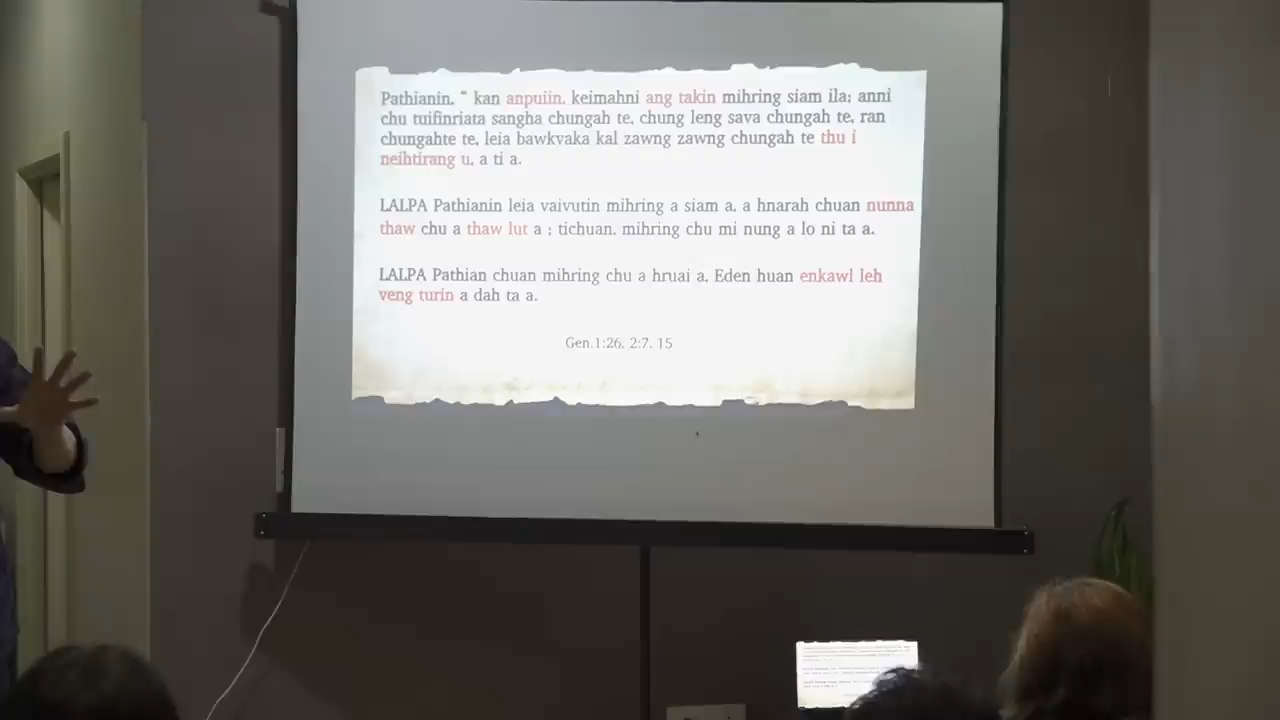 Pathianin, “ kan anpuiin, keimahni ang takin mihring siam ila; anni
chu tuifinriata sangha chungah te, chung leng sava chungah te, ran
chungahte te, leia bawkvaka kal zawng zawng chungah te thu i
neihtirang u, a ti a.
LALPA Pathianin leia vaivutin mihring a siam a, a hnarah chuan nunna
thaw chu a thaw lut a ; tichuan, mihring chu mi nung a lo ni ta a.
LALPA Pathian chuan mihring chu a hruai a, Eden huan enkawl leh
veng turin a dah ta a.
Gen.1:26, 2:7, 15